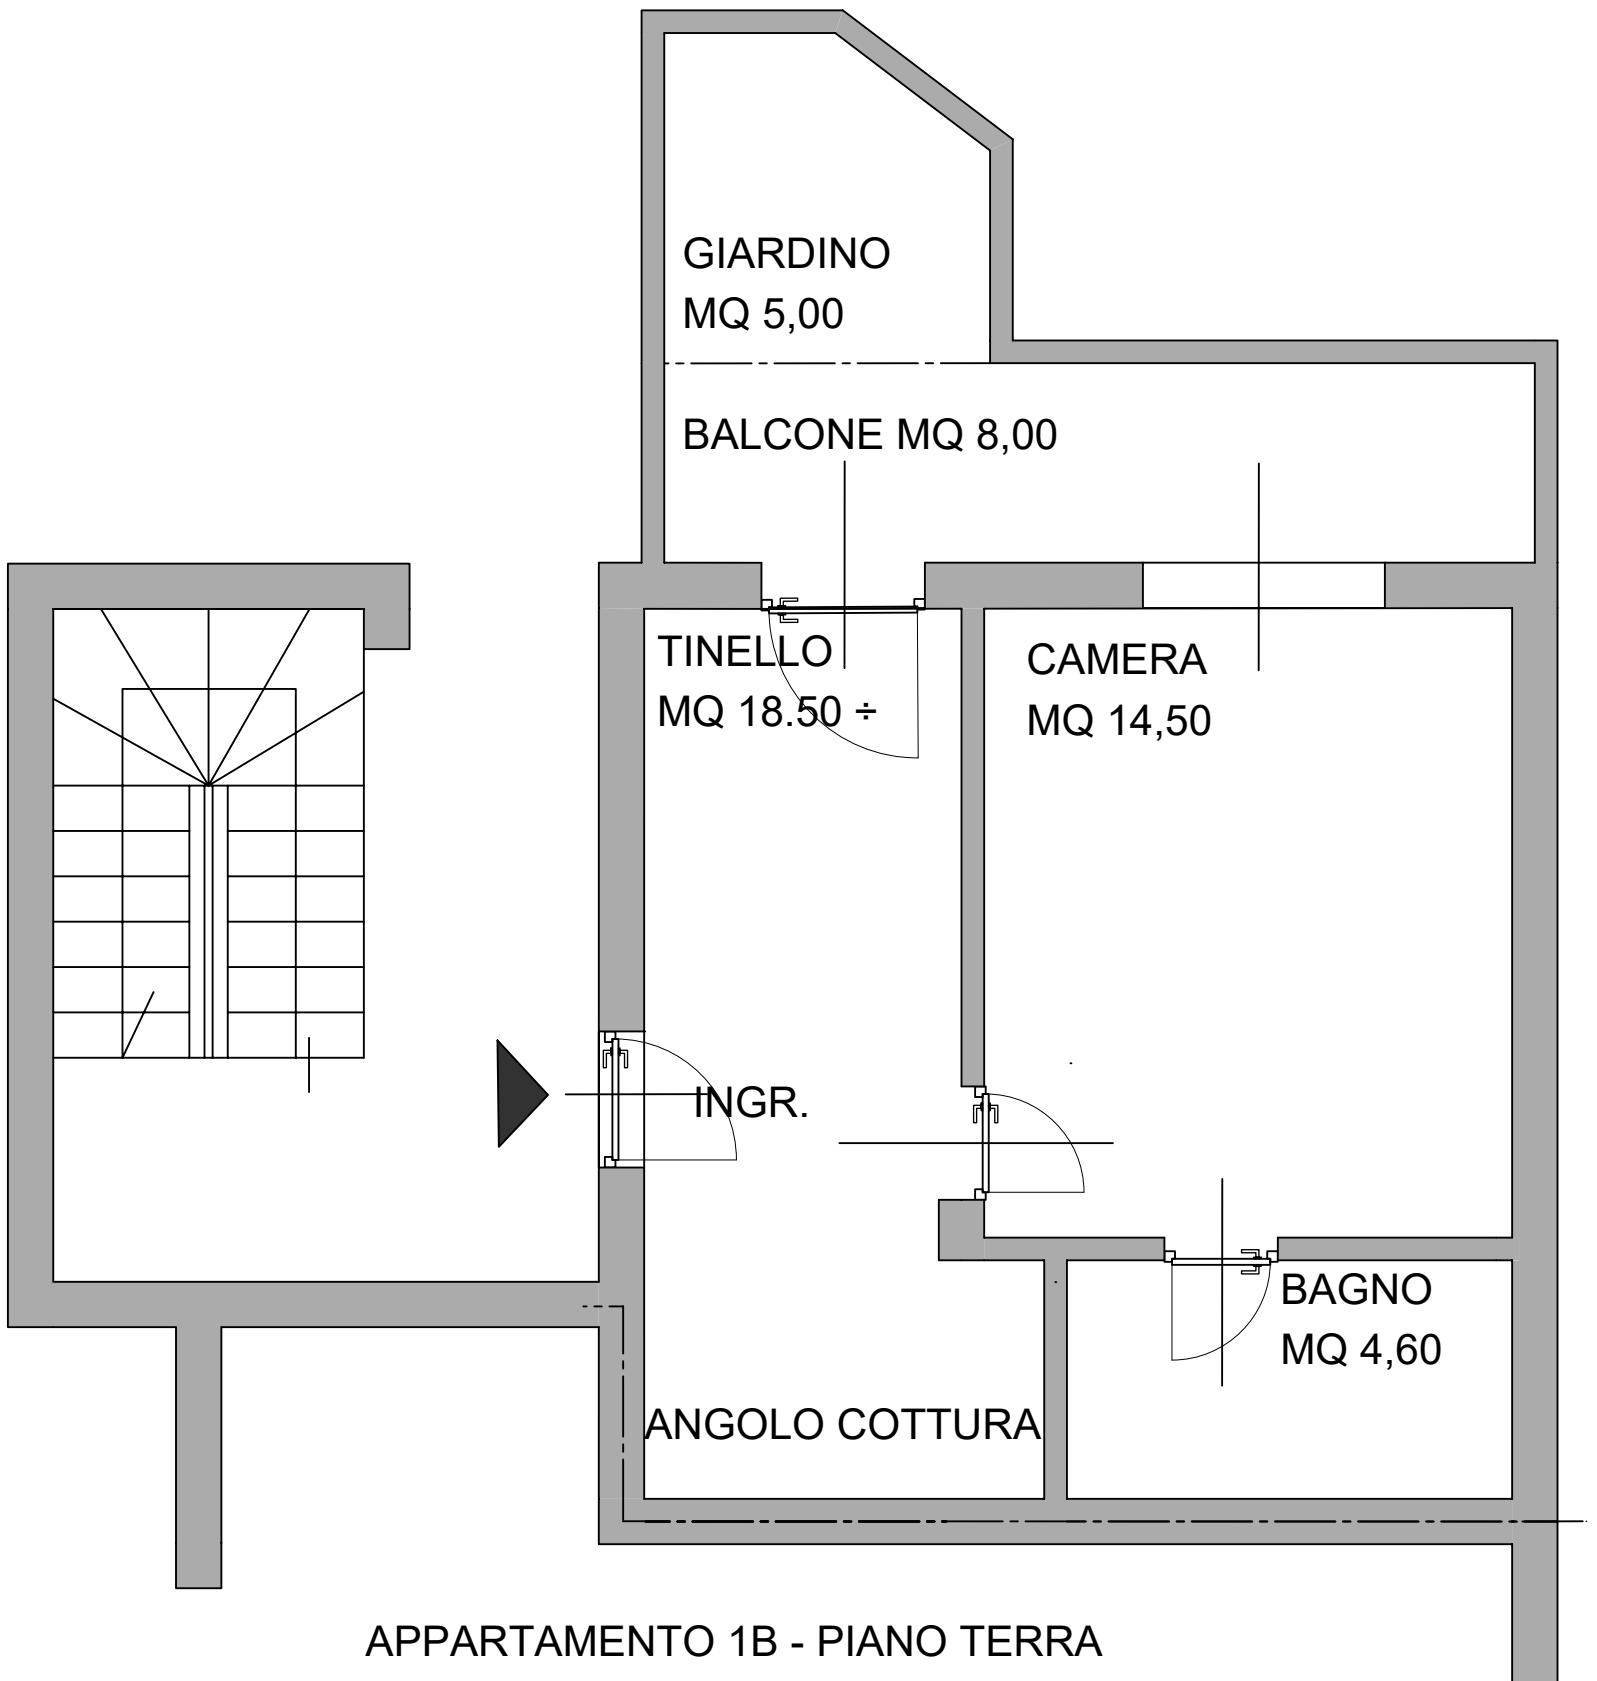 GIARDINO
MQ 5,00
BALCONE MQ 8,00
TINELLO
MQ 18.50 ÷
CAMERA
MQ 14,50
INGR.
BAGNO
MQ 4,60
ANGOLO COTTURA
APPARTAMENTO 1B - PIANO TERRA